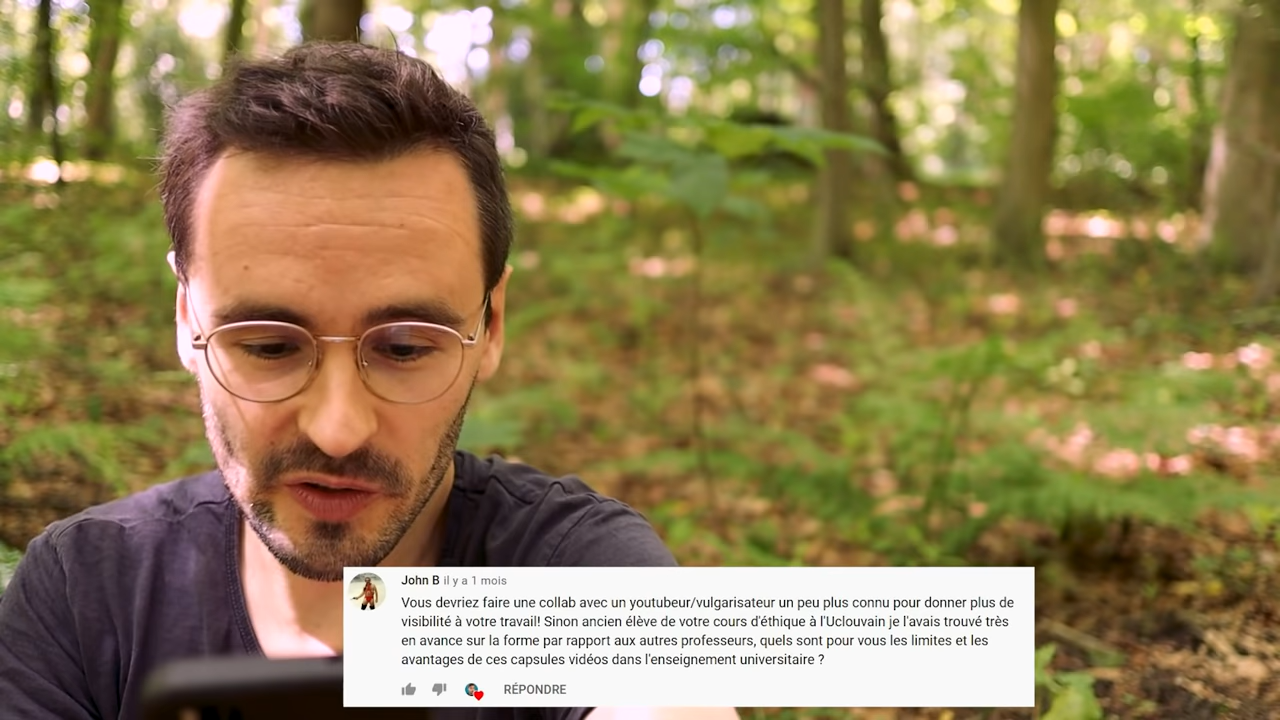 John B il y a 1 mois
Vous devriez faire une collab avec un youtubeur/vulgarisateur un peu plus connu pour donner plus de
visibilité à votre travail! Sinon ancien élève de votre cours d'éthique à l'Uclouvain je l'avais trouvé très
en avance sur la forme par rapport aux autres professeurs, quels sont pour vous les limites et les
avantages de ces capsules vidéos dans l'enseignement universitaire ?
RÉPONDRE